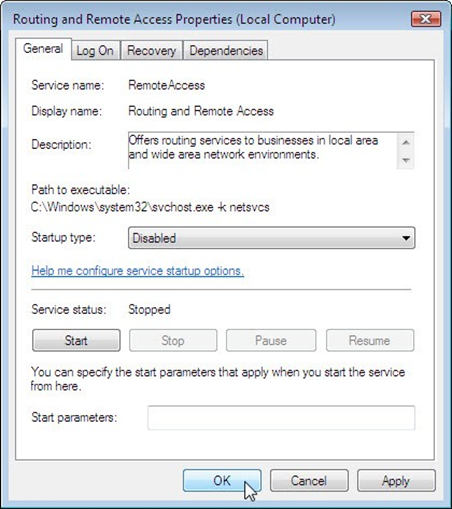 Routing and Remote Access Properties (Local Computer)
General Log On Recovery Dependencies
Service name: RemoteAccess
Display name: Routing and Remote Access
Description: Offers routing services to businesses in local area
and wide area network environments.
Path to executable:
C:\Windows\system32\svchost.exe -k netsvcs
Startup type: Disabled
Help me configure service startup options.
Service status: Stopped
Start Stop Pause Resume
You can specify the start parameters that apply when you start the service
from here.
Start parameters:
OK Cancel Apply